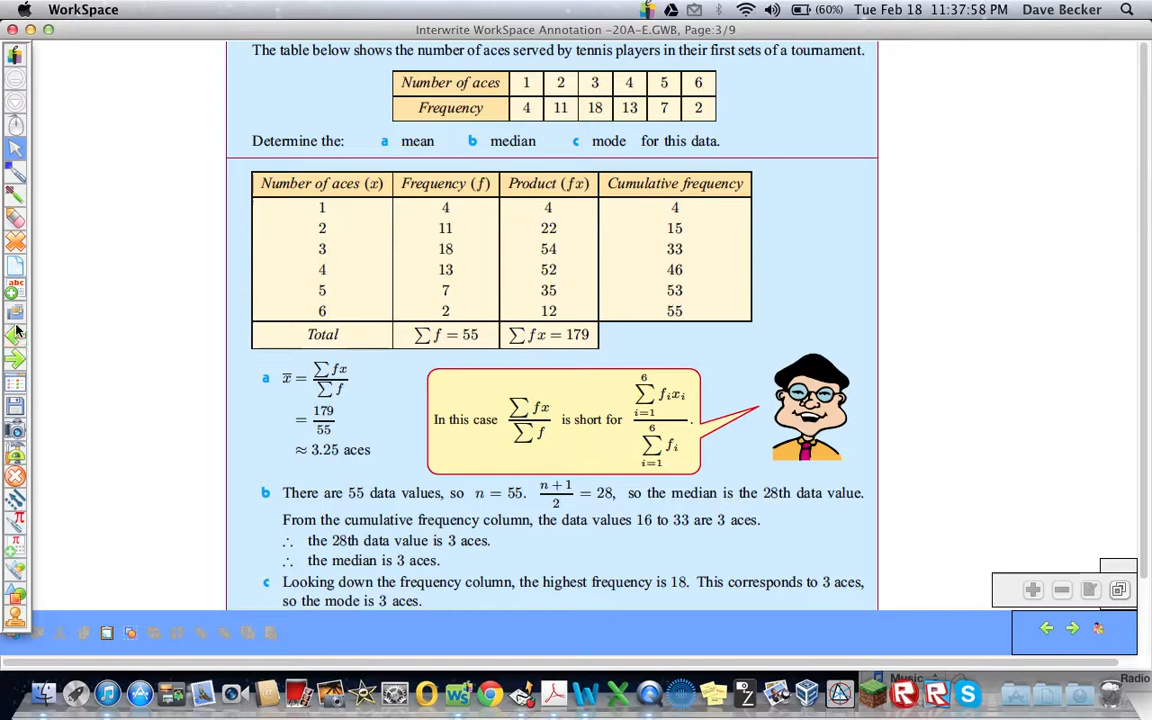 WorkSpace (60%) Tue Feb 18 11:37:58 PM Dave Becker
Interwrite WorkSpace Annotation -20A-E.GWB, Page:3/9
The table below shows the number of aces served by tennis players in their first sets of a tournament.
Number of aces 1 2 3 4 5 6
Frequency 4 11 18 13 7 2
Determine the: a mean b median c mode for this data.
Number of aces (x) Frequency (f) Product (fx) Cumulative frequency
1 4 4 4
2 11 22 15
3 18 54 33
4 13 52 46
5 7 35 53
6 2 12 55
Total ∑ f = 55 ∑ fx = 179
a x̅ = ∑ fx / ∑ f
= 179 / 55
≈ 3.25 aces
In this case ∑ fx / ∑ f is short for 6 ∑ i=1 fᵢxᵢ / 6 ∑ i=1 fᵢ .
b There are 55 data values, so n = 55. n + 1 / 2 = 28, so the median is the 28th data value.
From the cumulative frequency column, the data values 16 to 33 are 3 aces.
∴ the 28th data value is 3 aces.
∴ the median is 3 aces.
c Looking down the frequency column, the highest frequency is 18. This corresponds to 3 aces,
so the mode is 3 aces.
abc
Music
Radio